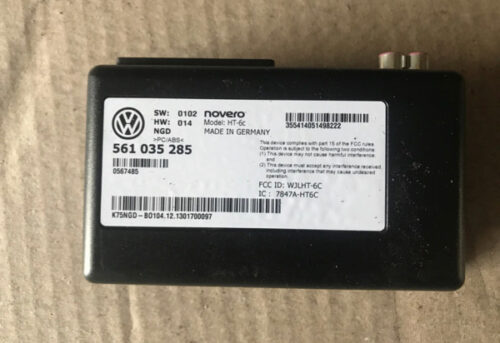 SW: 0102 novero
HW: 014 Model: HT-6c
NGD MADE IN GERMANY
>PC/ABS<
561 035 285
0567485
K75NGD-B0104.12.1301700097
355414051498222
This device complies with part 15 of the FCC rules
Operation is subject to the following two conditions
(1) This device may not cause harmful interference
and
(2) This device must accept any interference received,
including interference that may cause undesired
operation.
FCC ID: WJLHT-6C
IC : 7847A-HT6C